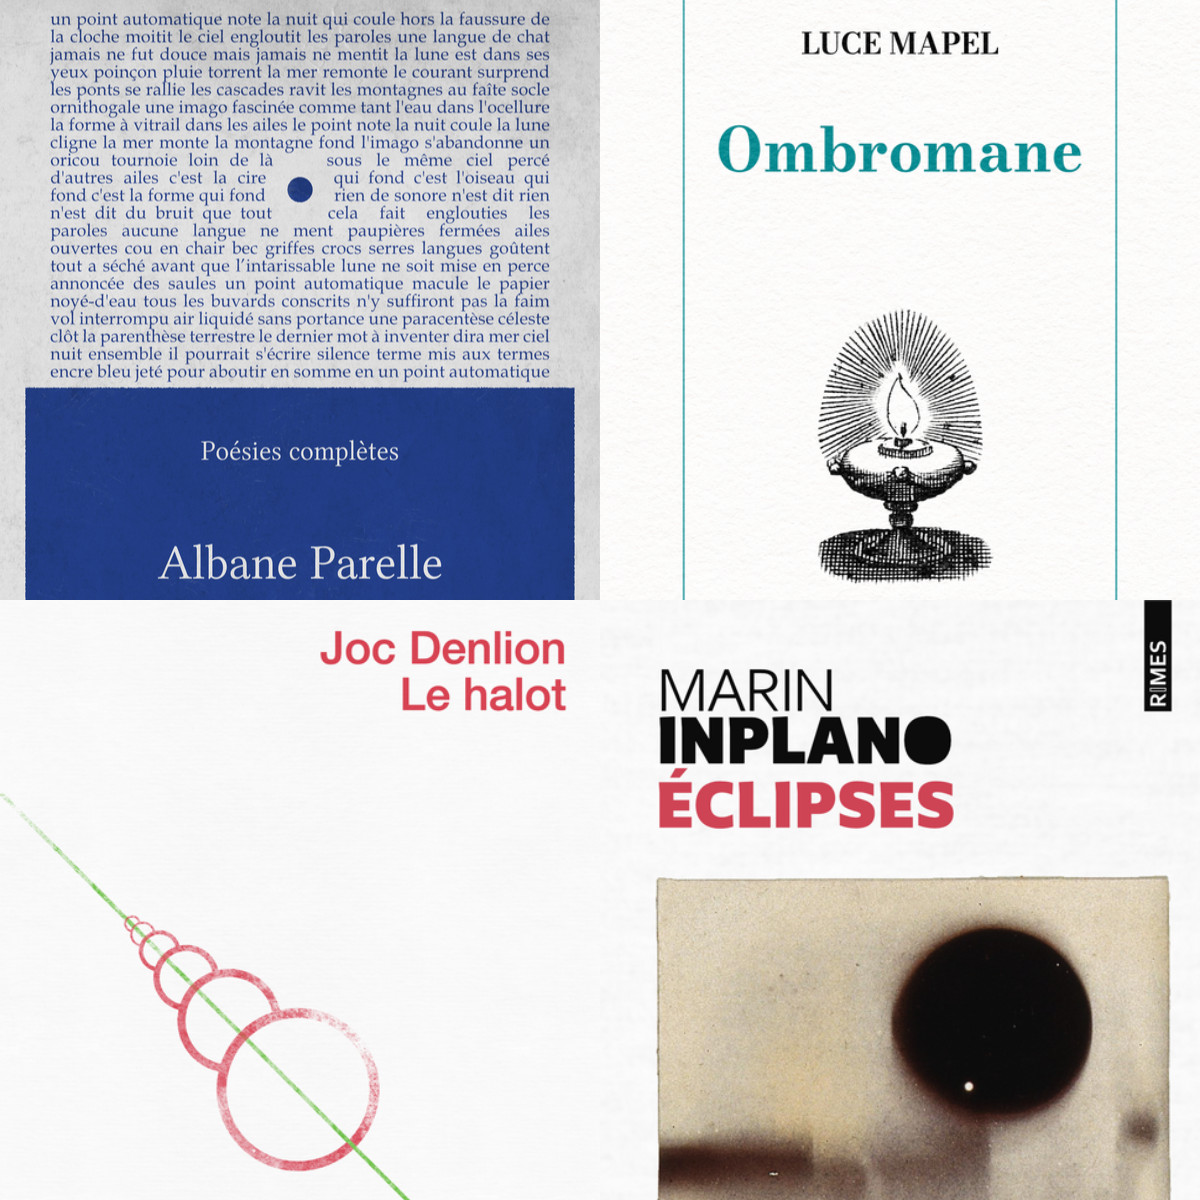 un point automatique note la nuit qui coule hors la faussure de
la cloche moitit le ciel engloutit les paroles une langue de chat
jamais ne fut douce mais jamais ne mentit la lune est dans ses
yeux poinçon pluie torrent la mer remonte le courant surprend
les ponts se rallie les cascades ravit les montagnes au faîte socle
ornithogale une imago fascinée comme tant l'eau dans l'ocellure
la forme à vitrail dans les ailes le point note la nuit coule la lune
cligne la mer monte la montagne fond l'imago s'abandonne un
oricou tournoie loin de là sous le même ciel percé
d'autres ailes c'est la cire qui fond c'est l'oiseau qui
fond c'est la forme qui fond rien de sonore n'est dit rien
n'est dit du bruit que tout cela fait englouties les
paroles aucune langue ne ment paupières fermées ailes
ouvertes cou en chair bec griffes crocs serres langues goûtent
tout a séché avant que l’intarissable lune ne soit mise en perce
annoncée des saules un point automatique macule le papier
noyé-d'eau tous les buvards conscrits n'y suffiront pas la faim
vol interrompu air liquidé sans portance une paracentèse céleste
clôt la parenthèse terrestre le dernier mot à inventer dira mer ciel
nuit ensemble il pourrait s'écrire silence terme mis aux termes
encre bleu jeté pour aboutir en somme en un point automatique
Poésies complètes
Albane Parelle
LUCE MAPEL
Ombromane
Joc Denlion
Le halot
MARIN
INPLANO
ÉCLIPSES
RIMES